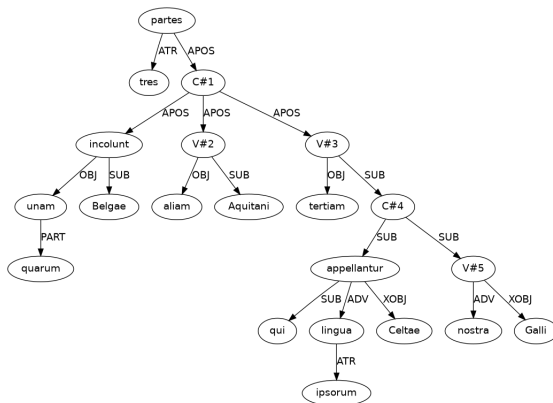 partes
ATR APOS
tres C#1
APOS APOS APOS
incolunt V#2 V#3
OBJ SUB OBJ SUB OBJ SUB
unam Belgae aliam Aquitani tertiam C#4
PART SUB SUB
quarum appellantur V#5
SUB ADV XOBJ ADV XOBJ
qui lingua Celtae nostra Galli
ATR
ipsorum